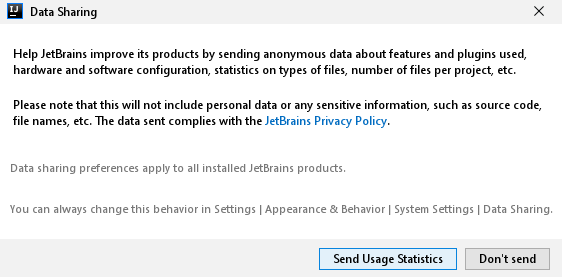 IJ
Data Sharing
Help JetBrains improve its products by sending anonymous data about features and plugins used,
hardware and software configuration, statistics on types of files, number of files per project, etc.
Please note that this will not include personal data or any sensitive information, such as source code,
file names, etc. The data sent complies with the JetBrains Privacy Policy.
Data sharing preferences apply to all installed JetBrains products.
You can always change this behavior in Settings | Appearance & Behavior | System Settings | Data Sharing.
Send Usage Statistics
Don't send